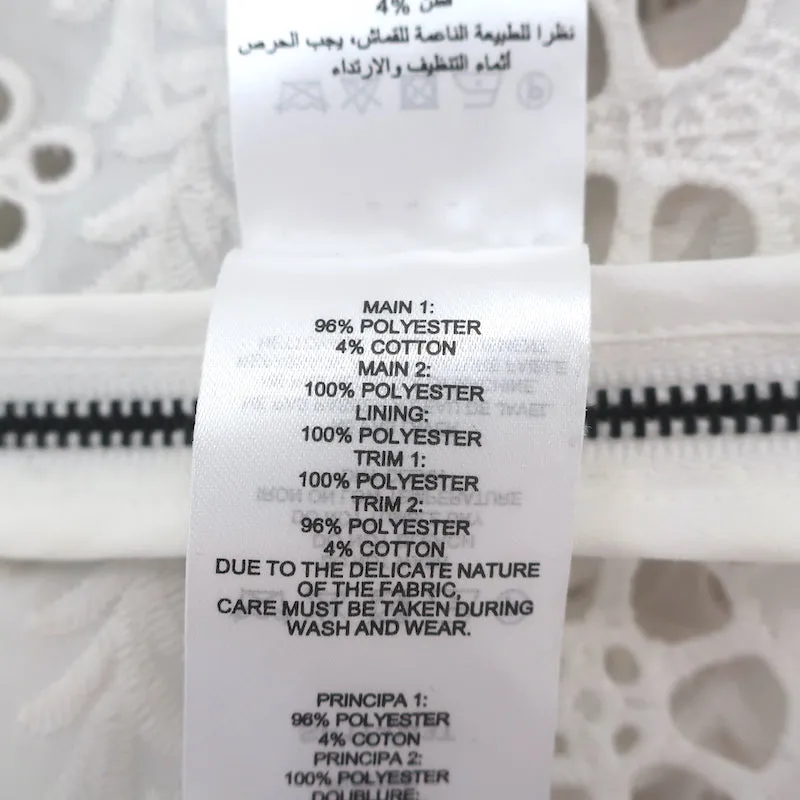 قطن 4%
نظرا للطبيعة الناعمة للقماش، يجب الحرص
أثماء التنظيف والارتداء
MAIN 1:
96% POLYESTER
4% COTTON
MAIN 2:
100% POLYESTER
LINING:
100% POLYESTER
TRIM 1:
100% POLYESTER
TRIM 2:
96% POLYESTER
4% COTTON
DUE TO THE DELICATE NATURE
OF THE FABRIC,
CARE MUST BE TAKEN DURING
WASH AND WEAR.
PRINCIPA 1:
96% POLYESTER
4% COTON
PRINCIPA 2:
100% POLYESTER
DOUBLURE: